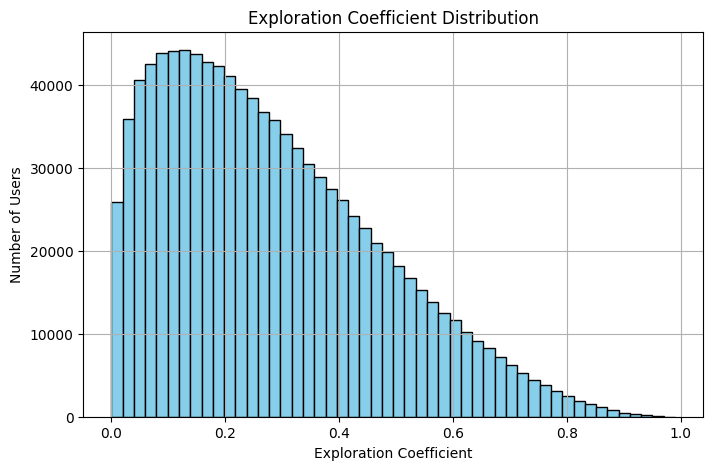 Exploration Coefficient Distribution
Number of Users
40000
30000
20000
10000
0
0.0 0.2 0.4 0.6 0.8 1.0
Exploration Coefficient